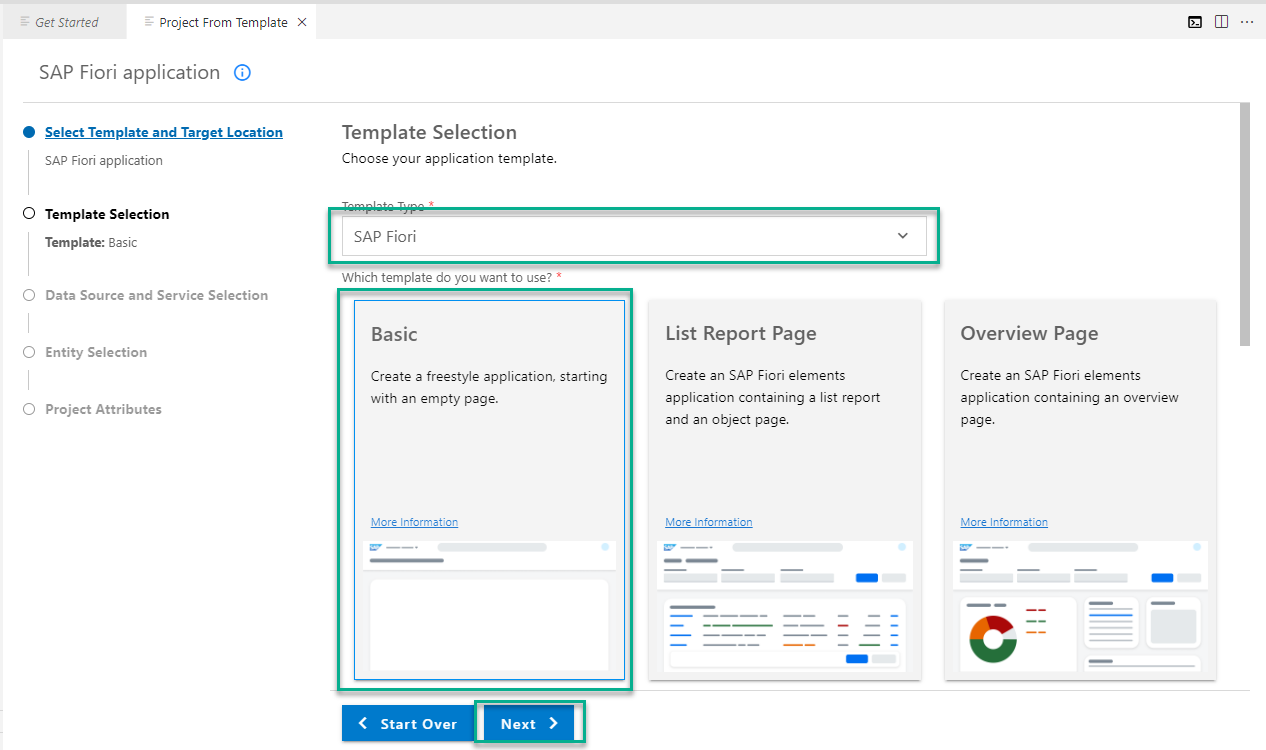 Get Started
Project From Template
SAP Fiori application
Select Template and Target Location
SAP Fiori application
Template Selection
Template: Basic
Data Source and Service Selection
Entity Selection
Project Attributes
Template Selection
Choose your application template.
Template Type *
SAP Fiori
Which template do you want to use? *
Basic
Create a freestyle application, starting
with an empty page.
More Information
SAP
List Report Page
Create an SAP Fiori elements
application containing a list report
and an object page.
More Information
SAP
Overview Page
Create an SAP Fiori elements
application containing an overview
page.
More Information
SAP
Start Over
Next